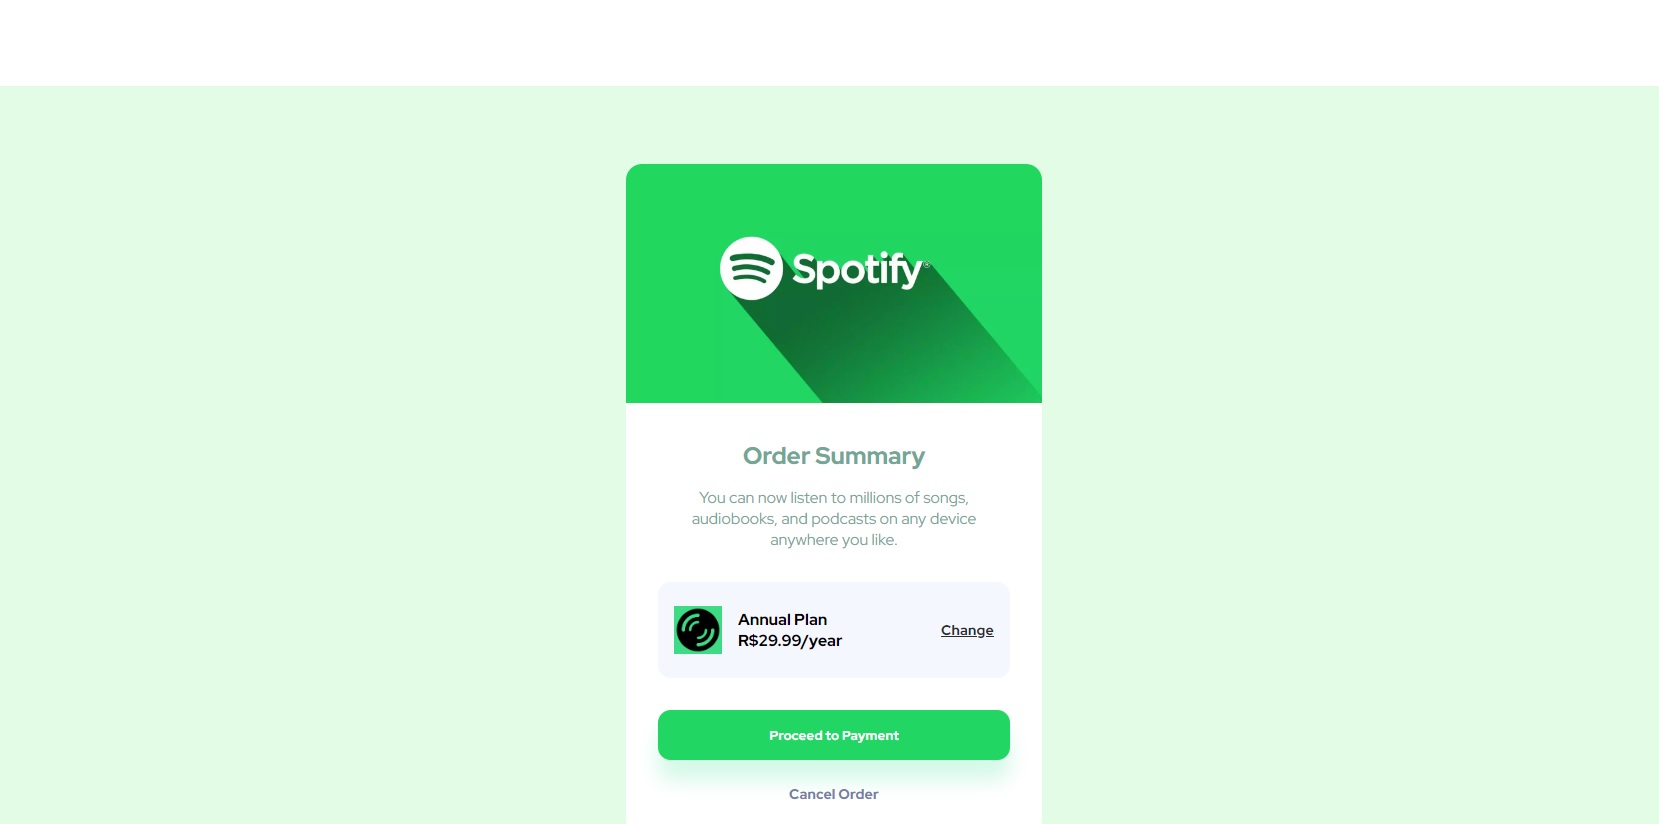 Spotify®
Order Summary
You can now listen to millions of songs,
audiobooks, and podcasts on any device
anywhere you like.
Annual Plan
R$29.99/year
Change
Proceed to Payment
Cancel Order